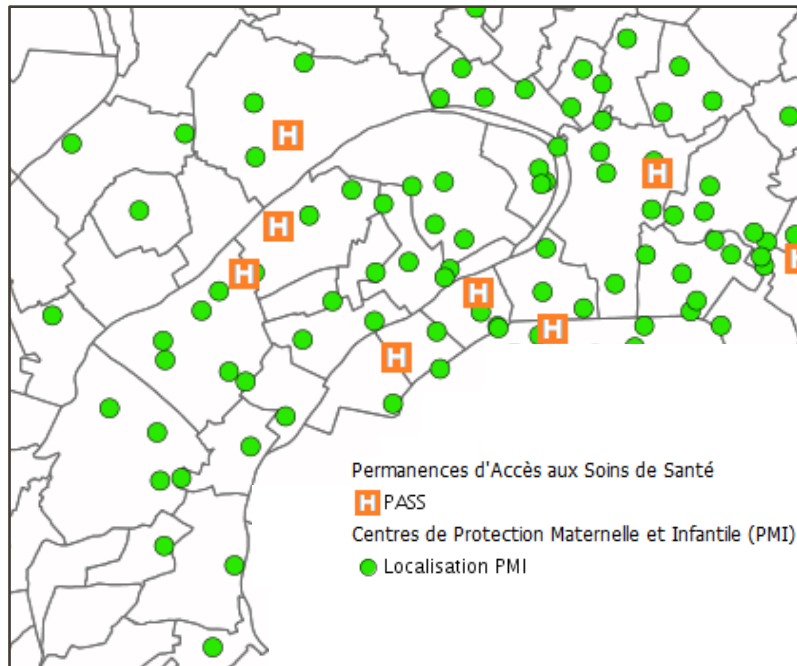 H
H
H
H
H
H
H
H
Permanences d'Accès aux Soins de Santé
H PASS
Centres de Protection Maternelle et Infantile (PMI)
Localisation PMI